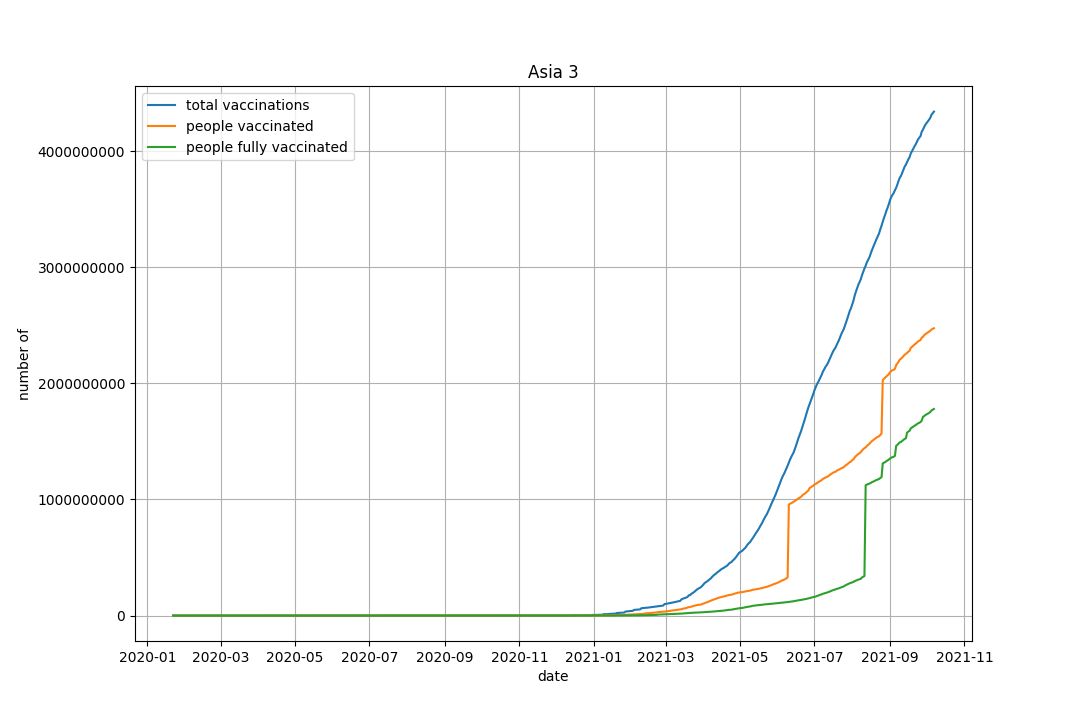 Asia 3
total vaccinations
people vaccinated
people fully vaccinated
4000000000
3000000000
2000000000
1000000000
0
number of
2020-01 2020-03 2020-05 2020-07 2020-09 2020-11 2021-01 2021-03 2021-05 2021-07 2021-09 2021-11
date